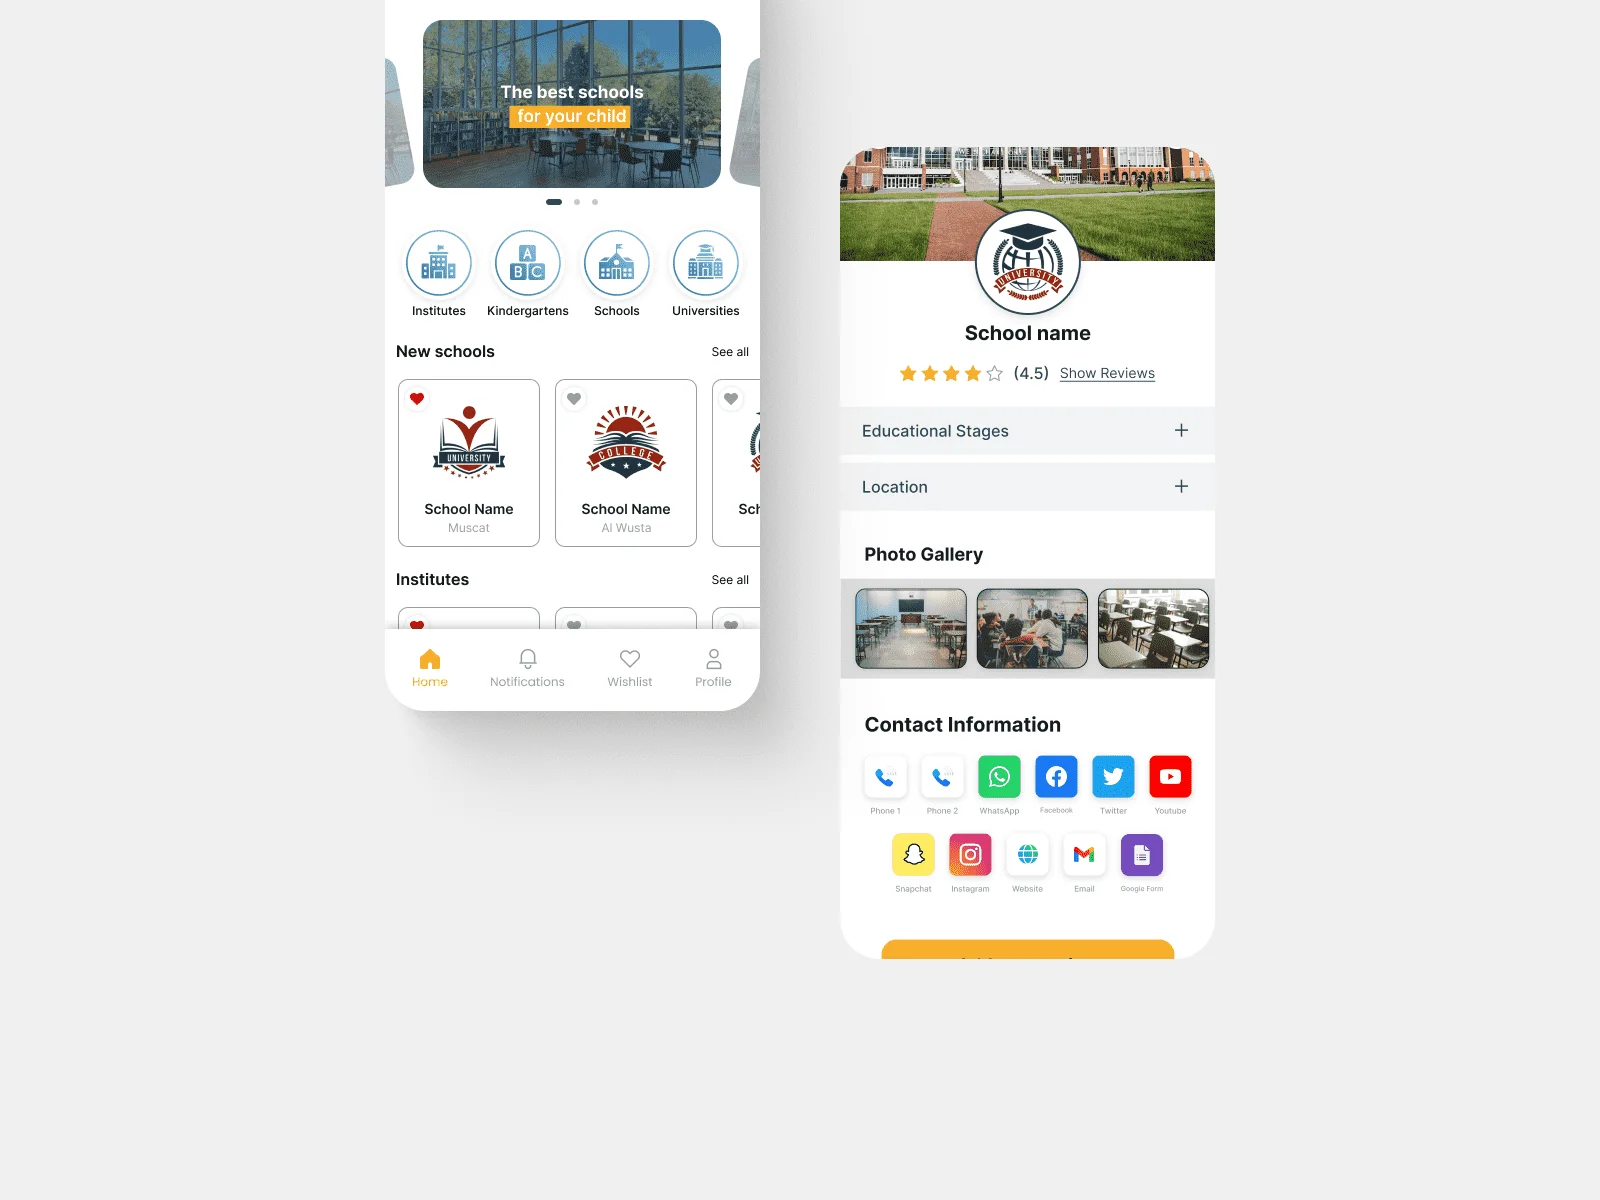 The best schools
for your child
Institutes
Kindergartens
Schools
Universities
New schools
See all
UNIVERSITY
COLLEGE
School Name
Muscat
School Name
Al Wusta
Sch
Institutes
See all
Home
Notifications
Wishlist
Profile
UNIVERSITY
School name
(4.5) Show Reviews
Educational Stages
Location
Photo Gallery
Contact Information
Phone 1
Phone 2
WhatsApp
Facebook
Twitter
Youtube
Snapchat
Instagram
Website
Email
Google Form